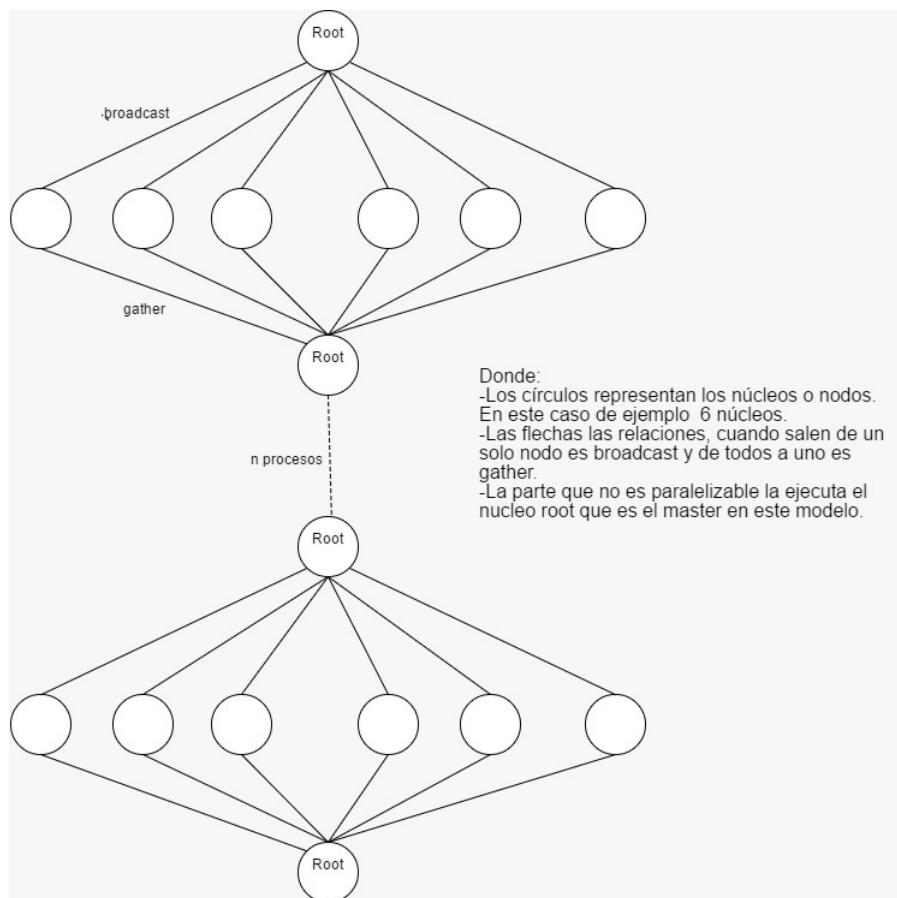 Root
broadcast
gather
Root
Donde:
-Los círculos representan los núcleos o nodos.
En este caso de ejemplo 6 núcleos.
-Las flechas las relaciones, cuando salen de un
solo nodo es broadcast y de todos a uno es
gather.
-La parte que no es paralelizable la ejecuta el
nucleo root que es el master en este modelo.
n procesos
Root
Root